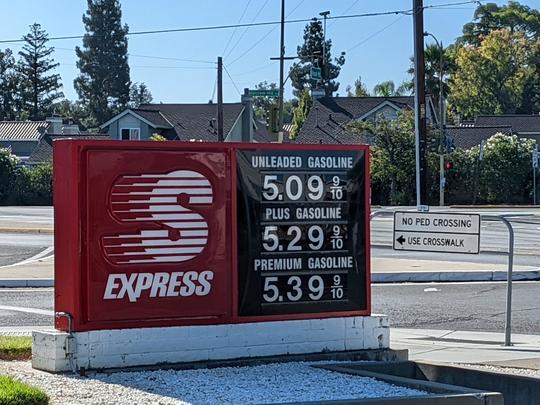 UNLEADED GASOLINE
5.09 9/10
PLUS GASOLINE
5.29 9/10
PREMIUM GASOLINE
5.39 9/10
S
EXPRESS
NO PED CROSSING
USE CROSSWALK